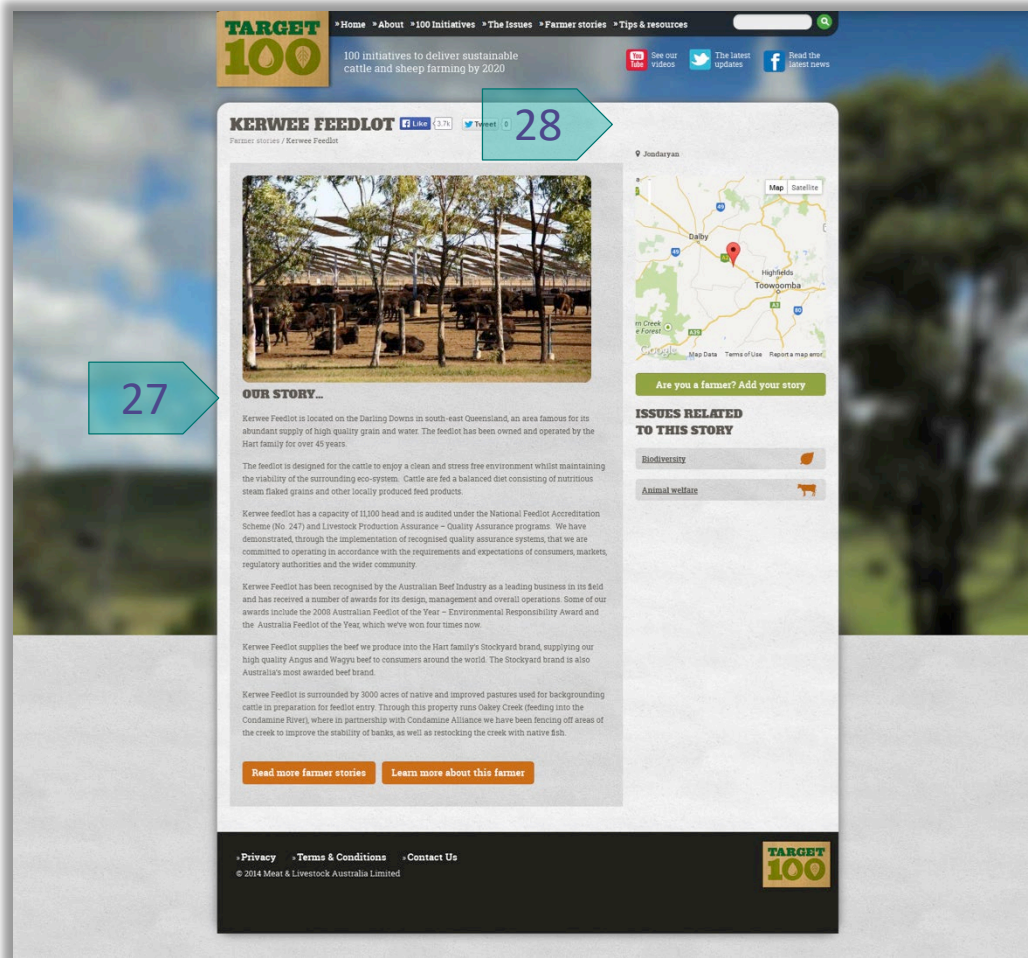 TARGET
100
»Home »About »100 Initiatives »The Issues »Farmer stories »Tips & resources
100 initiatives to deliver sustainable
cattle and sheep farming by 2020
You
Tube
See our
videos
The latest
updates
Read the
latest news
KERWEE FEEDLOT
Like 3.7k
Tweet 0
28
Farmer stories / Kerwee Feedlot
Jondaryan
Map Satellite
49
Dalby
49
A2
Highfields
Toowoomba
A3
80
A39
e Forest
Google
Map Data Terms of Use Report a map error
27
OUR STORY...
Kerwee Feedlot is located on the Darling Downs in south-east Queensland, an area famous for its
abundant supply of high quality grain and water. The feedlot has been owned and operated by the
Hart family for over 45 years.
The feedlot is designed for the cattle to enjoy a clean and stress free environment whilst maintaining
the viability of the surrounding eco-system. Cattle are fed a balanced diet consisting of nutritious
steam flaked grains and other locally produced feed products.
Kerwee feedlot has a capacity of 11,100 head and is audited under the National Feedlot Accreditation
Scheme (No. 247) and Livestock Production Assurance – Quality Assurance programs. We have
demonstrated, through the implementation of recognised quality assurance systems, that we are
committed to operating in accordance with the requirements and expectations of consumers, markets,
regulatory authorities and the wider community.
Kerwee Feedlot has been recognised by the Australian Beef Industry as a leading business in its field
and has received a number of awards for its design, management and overall operations. Some of our
awards include the 2008 Australian Feedlot of the Year – Environmental Responsibility Award and
the Australia Feedlot of the Year, which we've won four times now.
Kerwee Feedlot supplies the beef we produce into the Hart family's Stockyard brand, supplying our
high quality Angus and Wagyu beef to consumers around the world. The Stockyard brand is also
Australia's most awarded beef brand.
Kerwee Feedlot is surrounded by 3000 acres of native and improved pastures used for backgrounding
cattle in preparation for feedlot entry. Through this property runs Oakey Creek (feeding into the
Condamine River), where in partnership with Condamine Alliance we have been fencing off areas of
the creek to improve the stability of banks, as well as restocking the creek with native fish.
Read more farmer stories
Learn more about this farmer
Are you a farmer? Add your story
ISSUES RELATED
TO THIS STORY
Biodiversity
Animal welfare
»Privacy »Terms & Conditions »Contact Us
© 2014 Meat & Livestock Australia Limited
TARGET
100